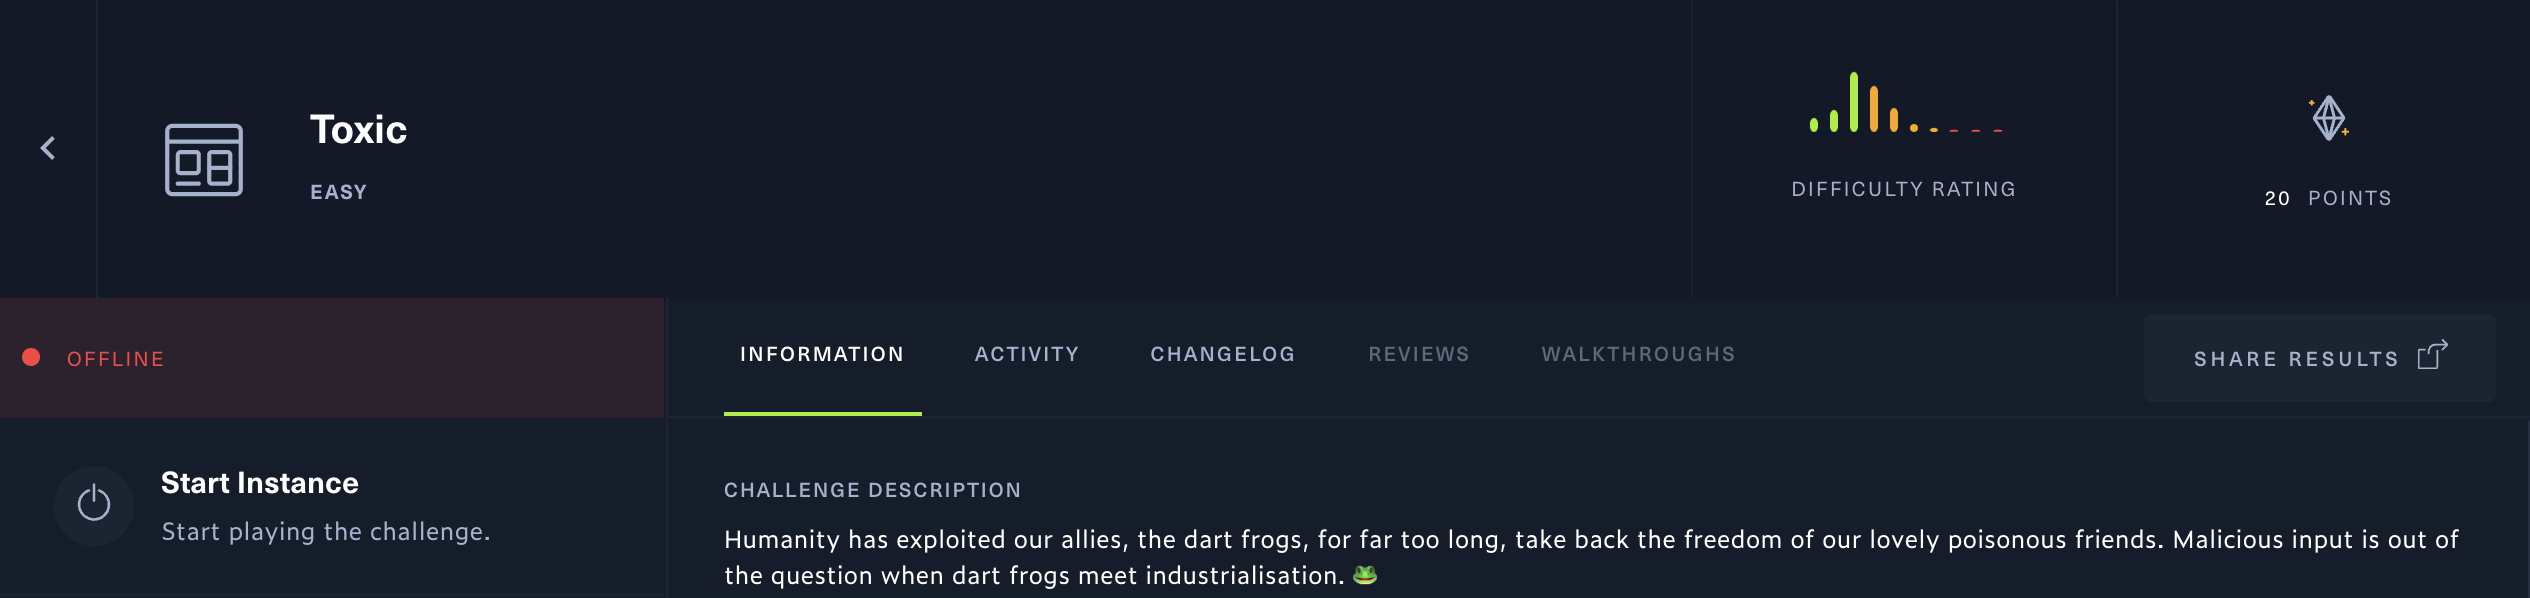 Toxic
EASY
DIFFICULTY RATING
20 POINTS
OFFLINE
INFORMATION
ACTIVITY
CHANGELOG
REVIEWS
WALKTHROUGHS
SHARE RESULTS
Start Instance
Start playing the challenge.
CHALLENGE DESCRIPTION
Humanity has exploited our allies, the dart frogs, for far too long, take back the freedom of our lovely poisonous friends. Malicious input is out of
the question when dart frogs meet industrialisation. 🐸